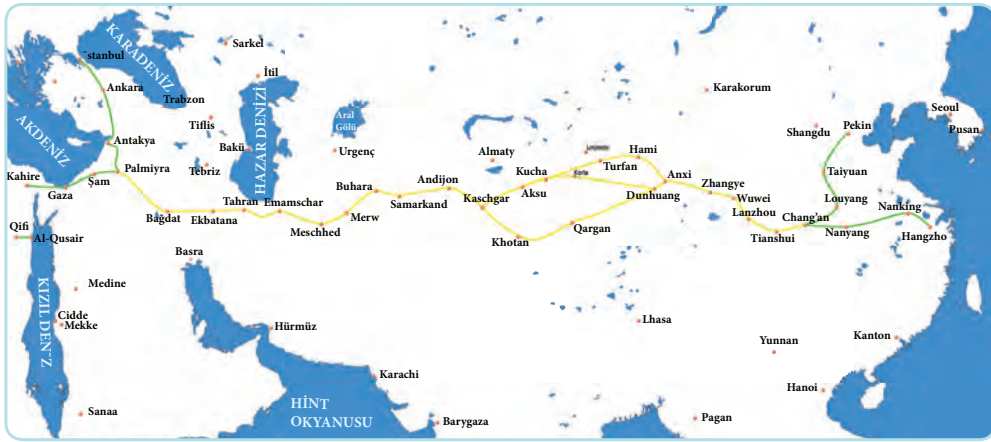 KARADENİZ
Sarkel
-stanbul
İtil
Ankara
Trabzon
Karakorum
AKDENİZ
HAZAR DENİZİ
Aral
Gölü
Seoul
Tiflis
Shangdu
Pekin
Pusan
Antakya
Bakü
Urgenç
Almaty
Hami
Tebriz
Turfan
Kahire
Şam
Palmiyra
Kucha
Korla
Anxi
Taiyuan
Gaza
Buhara
Andijon
Kaschgar
Aksu
Dunhuang
Zhangye
Wuwei
Samarkand
Louyang
Tahran
Emamschar
Merw
Lanzhou
Nanking
Bağdat
Ekbatana
Chang'an
Qifi
Meschhed
Qargan
Nanyang
Hangzho
Al-Qusair
Khotan
Tianshui
Basra
KIZILDEN-Z
Medine
Cidde
Mekke
Hürmüz
Lhasa
Yunnan
Kanton
Karachi
Hanoi
HİNT
OKYANUSU
Sanaa
Barygaza
Pagan